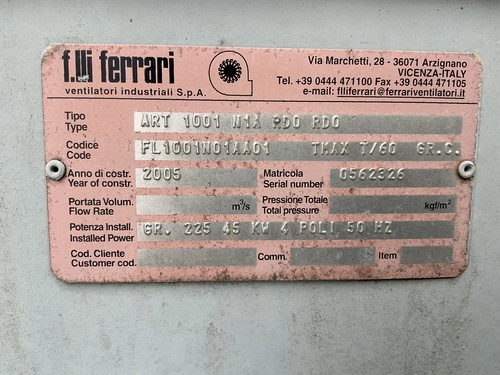 f.lli ferrari
ventilatori industriali S.p.A.
Via Marchetti, 28 - 36071 Arzignano
VICENZA-ITALY
Tel. +39 0444 471100 Fax +39 0444 471105
e-mail: flliferrari@ferrariventilatori.it
Tipo
Type
ART 1001 N1A RD0 RD0
Codice
Code
FL1001N01AA01 TMAX T/60 GR.C.
Anno di costr.
Year of constr.
2005
Matricola
Serial number
0562326
Portata Volum.
Flow Rate
m³/s
Pressione Totale
Total pressure
kgf/m²
Potenza Install.
Installed Power
GR. 225 45 KW 4 POLI 50 HZ
Cod. Cliente
Customer cod.
Comm.
Item